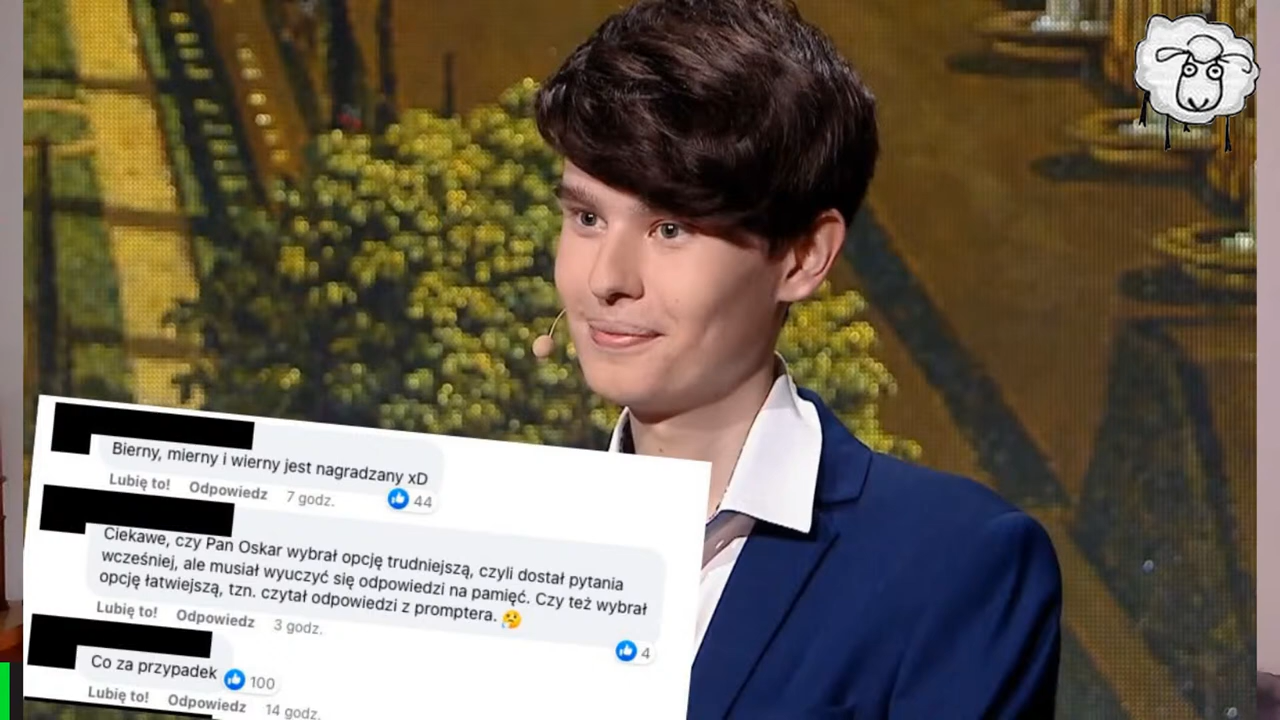 Bierny, mierny i wierny jest nagradzany xD
Lubię to! Odpowiedz 7 godz. 44
Ciekawe, czy Pan Oskar wybrał opcję trudniejszą, czyli dostał pytania
wcześniej, ale musiał wyuczyć się odpowiedzi na pamięć. Czy też wybrał
opcję łatwiejszą, tzn. czytał odpowiedzi z promptera. 🤔
Lubię to! Odpowiedz 3 godz. 4
Co za przypadek 100
Lubię to! Odpowiedz 14 godz.